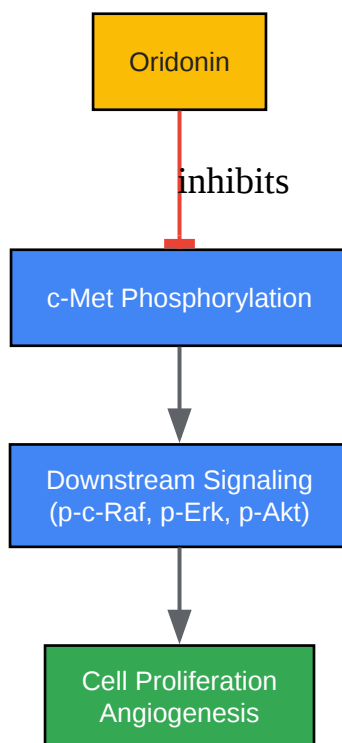 Oridonin
inhibits
c-Met Phosphorylation
Downstream Signaling
(p-c-Raf, p-Erk, p-Akt)
Cell Proliferation
Angiogenesis